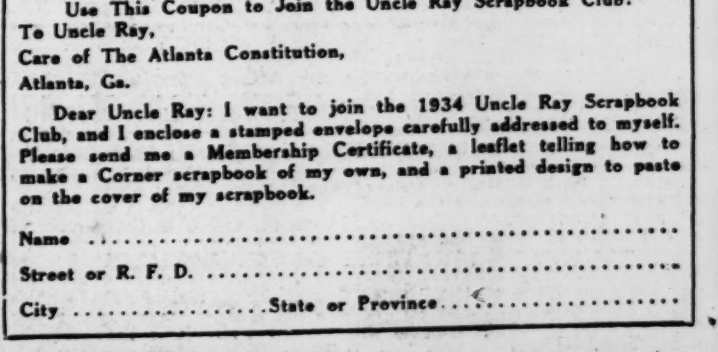 Use This Coupon to Join the Uncle Ray Scrapbook Club!
To Uncle Ray,
Care of The Atlanta Constitution,
Atlanta, Ga.
Dear Uncle Ray: I want to join the 1934 Uncle Ray Scrapbook
Club, and I enclose a stamped envelope carefully addressed to myself.
Please send me a Membership Certificate, a leaflet telling how to
make a Corner scrapbook of my own, and a printed design to paste
on the cover of my scrapbook.
Name ............................................................
Street or R. F. D. ................................................
City ..................State or Province........................